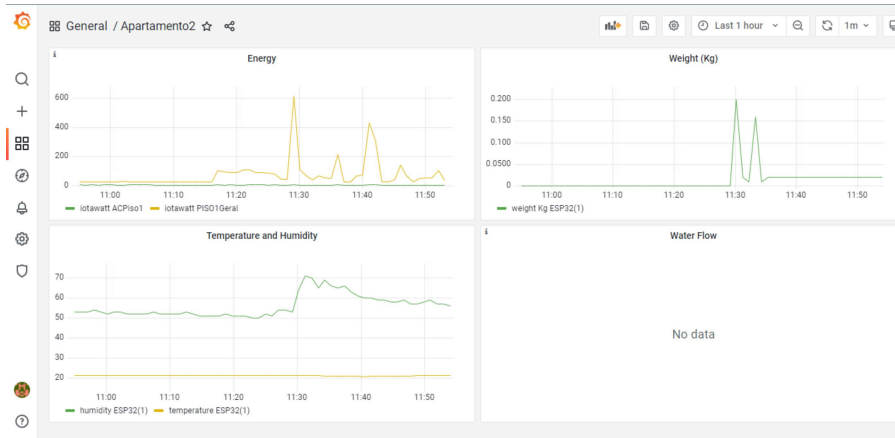 General / Apartamento2
Last 1 hour
1m
i
Energy
600
400
200
0
11:00 11:10 11:20 11:30 11:40 11:50
iotawatt ACPiso1 iotawatt PISO1Geral
Weight (Kg)
0.200
0.150
0.100
0.0500
0
11:00 11:10 11:20 11:30 11:40 11:50
weight Kg ESP32(1)
Temperature and Humidity
70
60
50
40
30
20
11:00 11:10 11:20 11:30 11:40 11:50
humidity ESP32(1) temperature ESP32(1)
i
Water Flow
No data